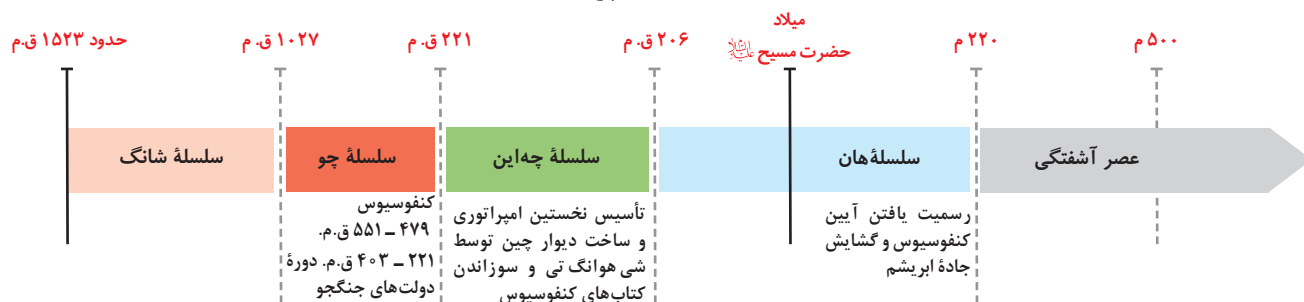 میلاد
حضرت مسیح علیه‌السلام
حدود ۱۵۲۳ ق.م
۱۰۲۷ ق.م
۲۲۱ ق.م
۲۰۶ ق.م
۲۲۰ م
۵۰۰ م
سلسلهٔ شانگ
سلسلهٔ چو
سلسلهٔ چه‌این
سلسلهٔ هان
عصر آشفتگی
کنفوسیوس
۴۷۹ – ۵۵۱ ق.م.
۲۲۱ – ۴۰۳ ق.م. دورهٔ
دولت‌های جنگجو
تأسیس نخستین امپراتوری
و ساخت دیوار چین توسط
شی هوانگ تی و سوزاندن
کتاب‌های کنفوسیوس
رسمیت یافتن آیین
کنفوسیوس و گشایش
جادهٔ ابریشم